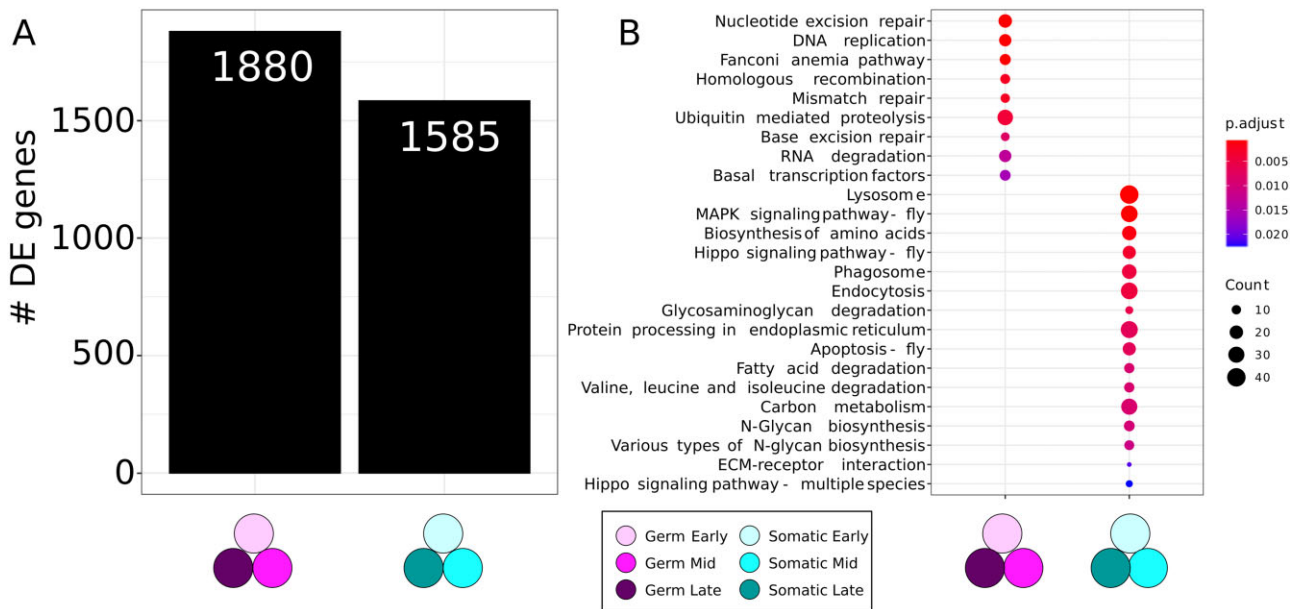 A
# DE genes
1500
1000
500
0
1880
1585
B
Nucleotide excision repair
DNA replication
Fanconi anemia pathway
Homologous recombination
Mismatch repair
Ubiquitin mediated proteolysis
Base excision repair
RNA degradation
Basal transcription factors
Lysosome
MAPK signaling pathway - fly
Biosynthesis of amino acids
Hippo signaling pathway - fly
Phagosome
Endocytosis
Glycosaminoglycan degradation
Protein processing in endoplasmic reticulum
Apoptosis - fly
Fatty acid degradation
Valine, leucine and isoleucine degradation
Carbon metabolism
N-Glycan biosynthesis
Various types of N-glycan biosynthesis
ECM-receptor interaction
Hippo signaling pathway - multiple species
p.adjust
0.005
0.010
0.015
0.020
Count
10
20
30
40
Germ Early Somatic Early
Germ Mid Somatic Mid
Germ Late Somatic Late